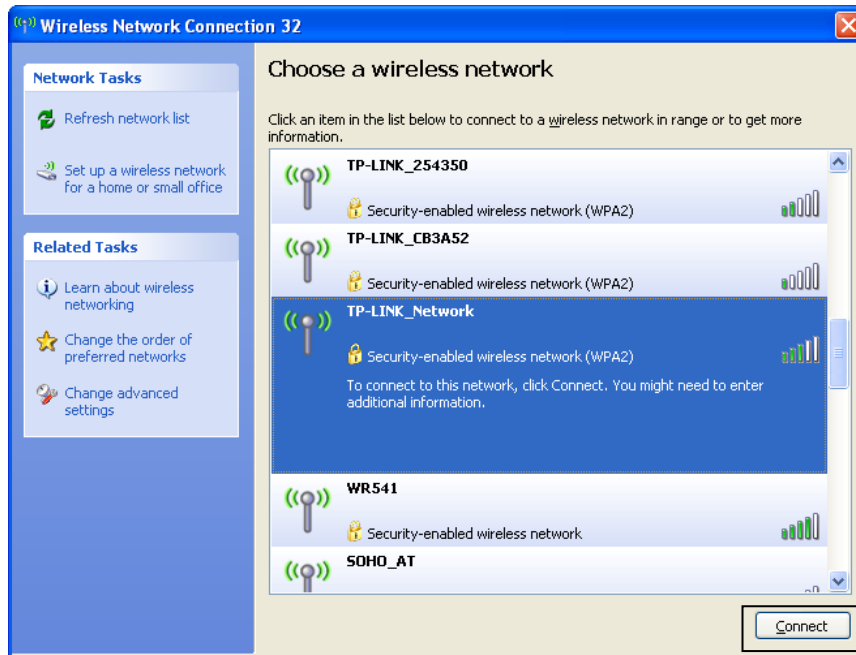 Wireless Network Connection 32
Network Tasks
Refresh network list
Set up a wireless network
for a home or small office
Related Tasks
Learn about wireless
networking
Change the order of
preferred networks
Change advanced
settings
Choose a wireless network
Click an item in the list below to connect to a wireless network in range or to get more
information.
TP-LINK_254350
Security-enabled wireless network (WPA2)
TP-LINK_CB3A52
Security-enabled wireless network (WPA2)
TP-LINK_Network
Security-enabled wireless network (WPA2)
To connect to this network, click Connect. You might need to enter
additional information.
WR541
Security-enabled wireless network
SOHO_AT
Connect